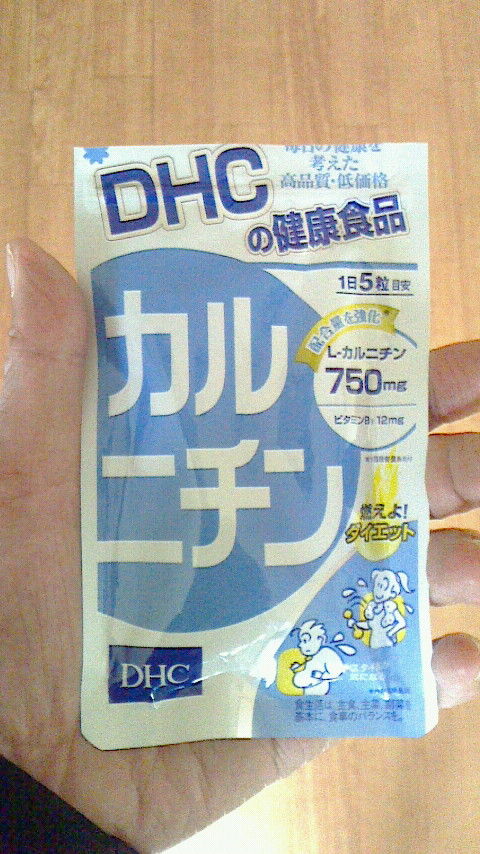 毎日の健康を
考えた
高品質・低価格
DHC
の健康食品
1日5粒目安
配合量を強化
L-カルニチン
750mg
ビタミンB1 12mg
カル
ニチン
燃えよ!
ダイエット
DHC
食生活は、主食、主菜、副菜を
基本に、食事のバランスを。